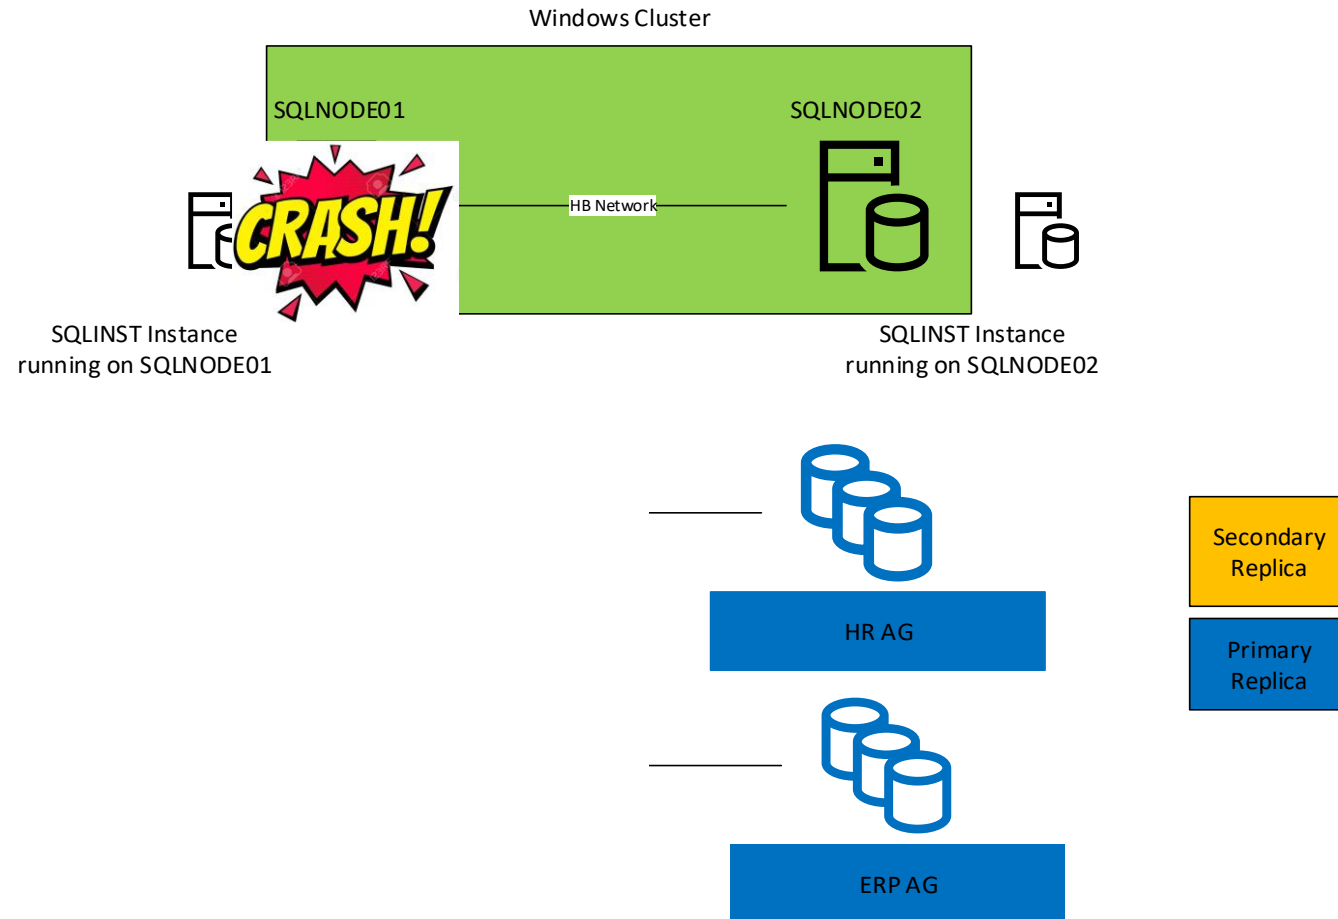 Windows Cluster
SQLNODE01
SQLNODE02
CRASH!
HB Network
SQLINST Instance
running on SQLNODE01
SQLINST Instance
running on SQLNODE02
Secondary
Replica
HR AG
Primary
Replica
ERP AG